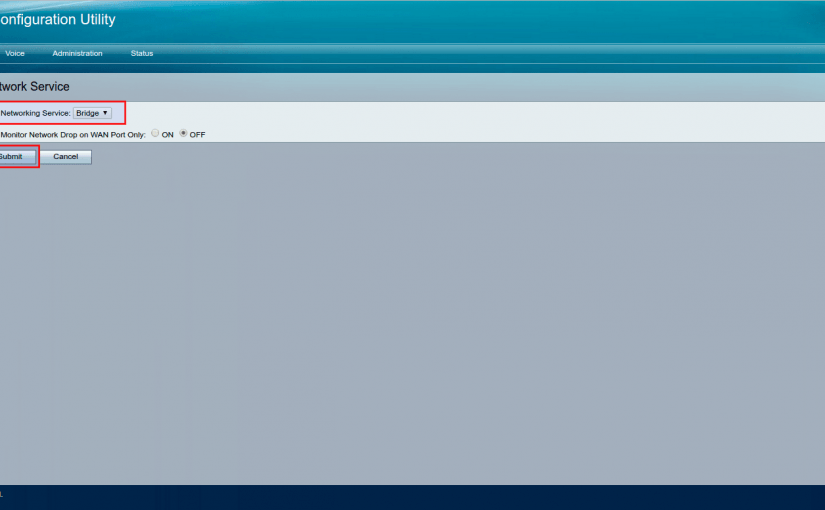 onfiguration Utility
Voice Administration Status
twork Service
Networking Service: Bridge
Monitor Network Drop on WAN Port Only: ON OFF
Submit Cancel